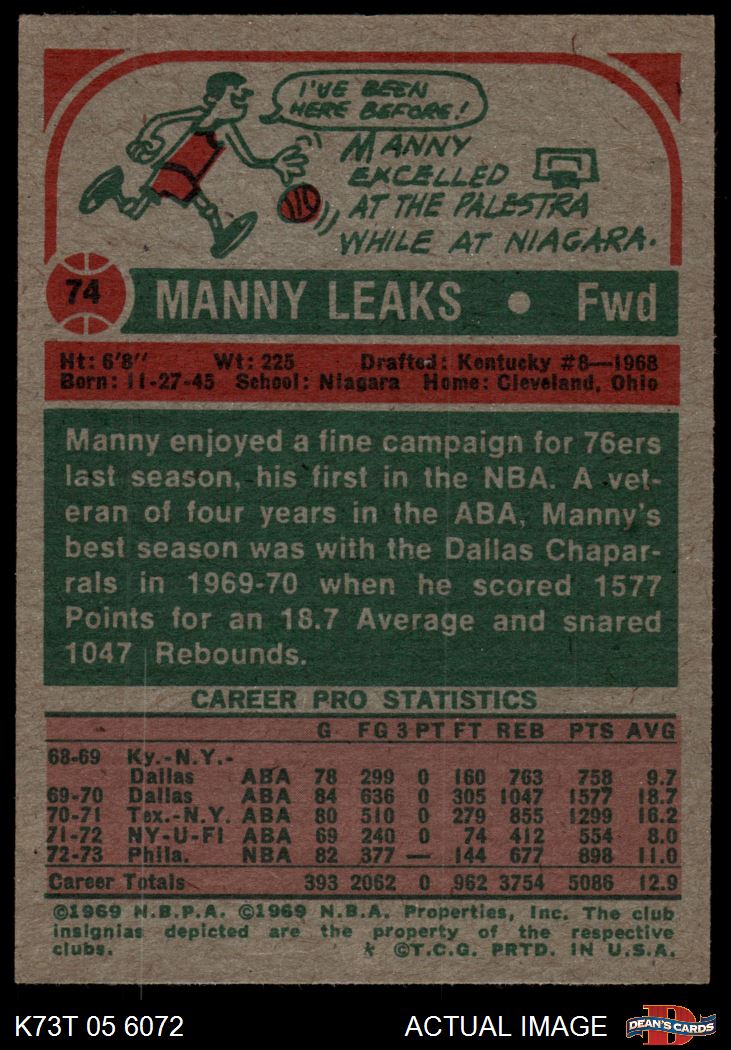 I'VE BEEN
HERE BEFORE!
MANNY
EXCELLED
AT THE PALESTRA
WHILE AT NIAGARA.
74 MANNY LEAKS • Fwd
Ht: 6'8" Wt: 225 Drafted: Kentucky #8—1968
Born: 11-27-45 School: Niagara Home: Cleveland, Ohio
Manny enjoyed a fine campaign for 76ers
last season, his first in the NBA. A vet-
eran of four years in the ABA, Manny's
best season was with the Dallas Chapar-
rals in 1969-70 when he scored 1577
Points for an 18.7 Average and snared
1047 Rebounds.
CAREER PRO STATISTICS
G FG 3 PT FT REB PTS AVG
68-69 Ky.-N.Y.-
Dallas ABA 78 299 0 160 763 758 9.7
69-70 Dallas ABA 84 636 0 305 1047 1577 18.7
70-71 Tex.-N.Y. ABA 80 510 0 279 855 1299 16.2
71-72 NY-U-Fl ABA 69 240 0 74 412 554 8.0
72-73 Phila. NBA 82 377 — 144 677 898 11.0
Career Totals 393 2062 0 962 3754 5086 12.9
©1969 N.B.P.A. ©1969 N.B.A. Properties, Inc. The club
insignias depicted are the property of the respective
clubs. * ©T.C.G. PRTD. IN U.S.A.
K73T 05 6072 ACTUAL IMAGE D DEAN'S CARDS